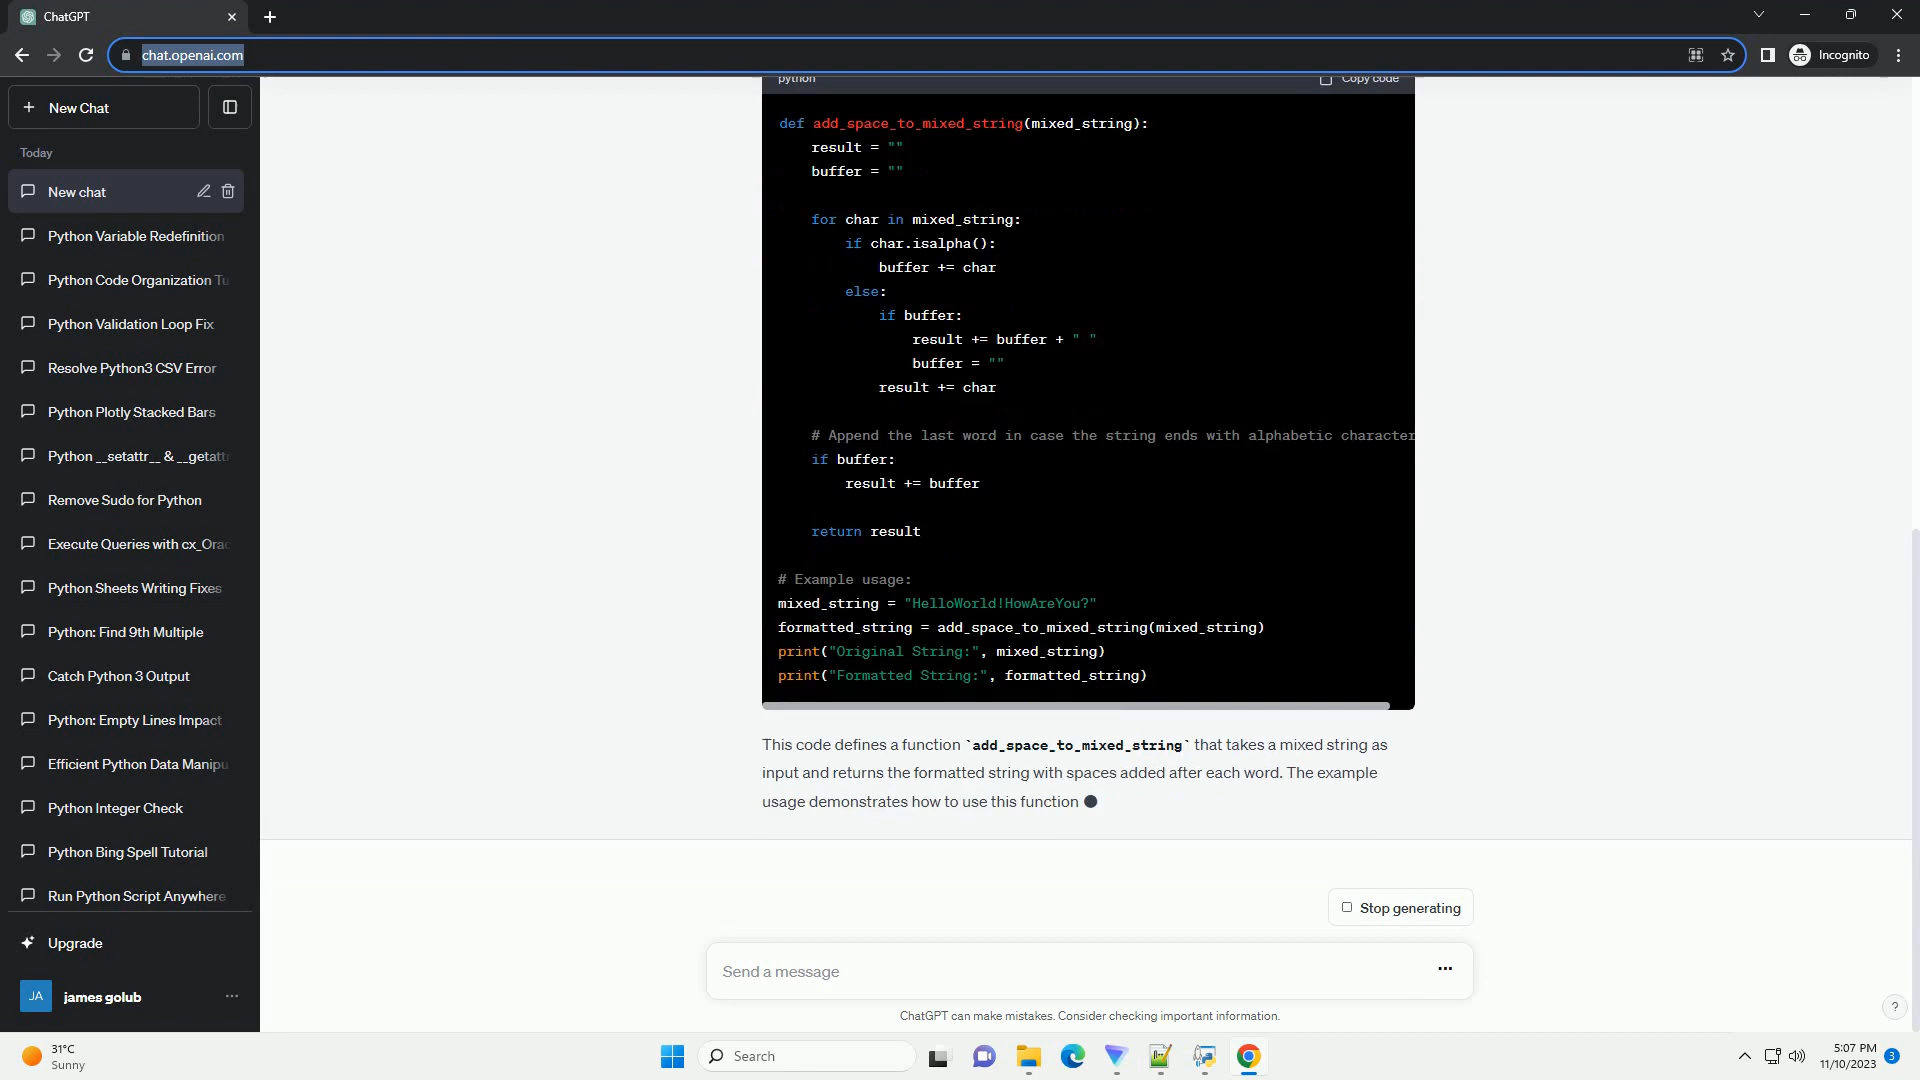 ChatGPT
chat.openai.com
Incognito
New Chat
Today
New chat
Python Variable Redefinition
Python Code Organization Tu
Python Validation Loop Fix
Resolve Python3 CSV Error
Python Plotly Stacked Bars
Python __setattr__ & __getattr
Remove Sudo for Python
Execute Queries with cx_Orac
Python Sheets Writing Fixes
Python: Find 9th Multiple
Catch Python 3 Output
Python: Empty Lines Impact
Efficient Python Data Manipu
Python Integer Check
Python Bing Spell Tutorial
Run Python Script Anywhere
Upgrade
JA james golub
python Copy code
def add_space_to_mixed_string(mixed_string):
result = ""
buffer = ""
for char in mixed_string:
if char.isalpha():
buffer += char
else:
if buffer:
result += buffer + " "
buffer = ""
result += char
# Append the last word in case the string ends with alphabetic character
if buffer:
result += buffer
return result
# Example usage:
mixed_string = "HelloWorld!HowAreYou?"
formatted_string = add_space_to_mixed_string(mixed_string)
print("Original String:", mixed_string)
print("Formatted String:", formatted_string)
This code defines a function `add_space_to_mixed_string` that takes a mixed string as
input and returns the formatted string with spaces added after each word. The example
usage demonstrates how to use this function
Stop generating
Send a message
ChatGPT can make mistakes. Consider checking important information.
?
31°C
Sunny
Search
5:07 PM
11/10/2023
3